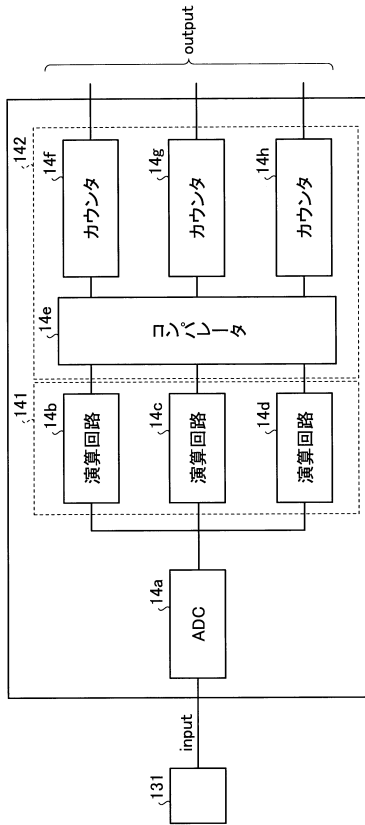 131
input
14a
ADC
141
14b
演算回路
14c
演算回路
14d
演算回路
142
14e
コンパレータ
14f
カウンタ
14g
カウンタ
14h
カウンタ
output